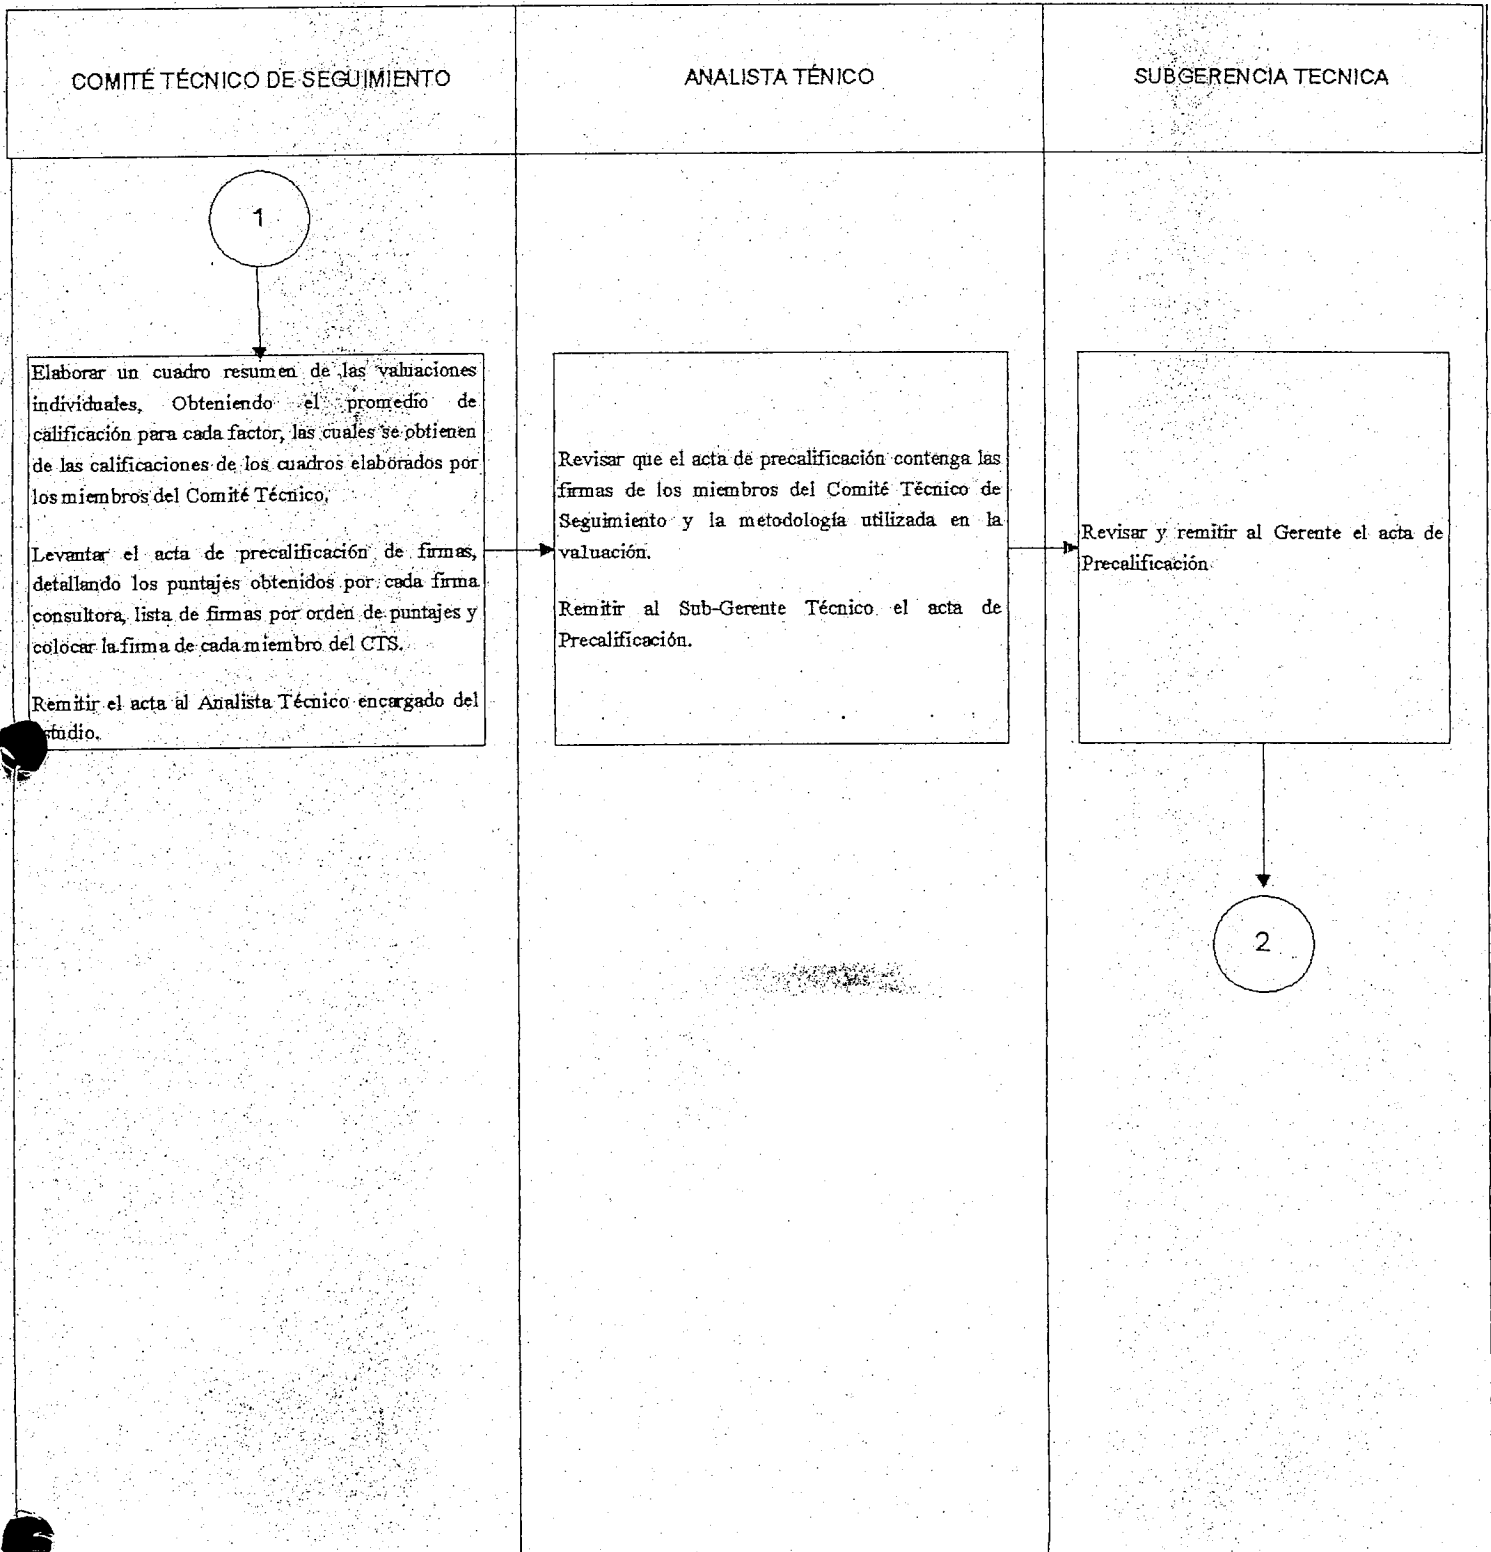 COMITÉ TÉCNICO DE SEGUIMIENTO
ANALISTA TÉNICO
SUBGERENCIA TECNICA
1
Elaborar un cuadro resumen de las valuaciones
individuales, Obteniendo el promedio de
calificación para cada factor, las cuales se obtienen
de las calificaciones de los cuadros elaborados por
los miembros del Comité Técnico,
Levantar el acta de precalificación de firmas,
detallando los puntajes obtenidos por cada firma
consultora, lista de firmas por orden de puntajes y
colocar la firma de cada miembro del CTS.
Remitir el acta al Analista Técnico encargado del
studio.
Revisar que el acta de precalificación contenga las
firmas de los miembros del Comité Técnico de
Seguimiento y la metodología utilizada en la
valuación.
Remitir al Sub-Gerente Técnico el acta de
Precalificación.
Revisar y remitir al Gerente el acta de
Precalificación
2